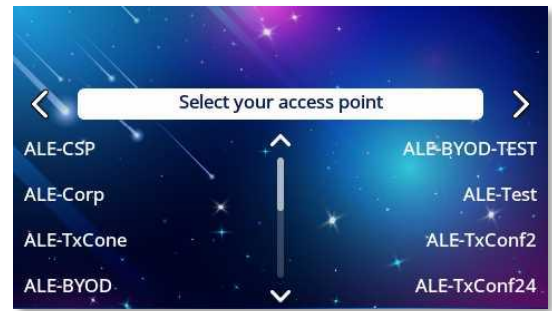 Select your access point
ALE-CSP
ALE-BYOD-TEST
ALE-Corp
ALE-Test
ALE-TxCone
ALE-TxConf2
ALE-BYOD
ALE-TxConf24